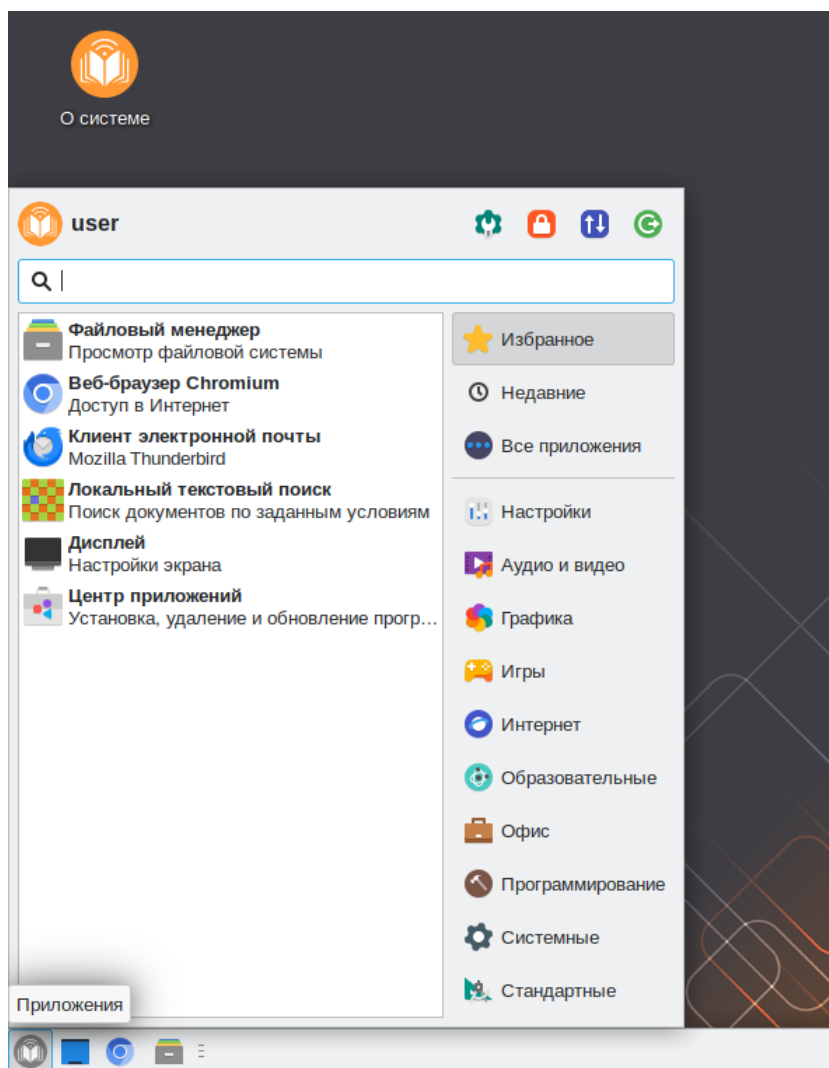 О системе
user
Файловый менеджер
Просмотр файловой системы
Веб-браузер Chromium
Доступ в Интернет
Клиент электронной почты
Mozilla Thunderbird
Локальный текстовый поиск
Поиск документов по заданным условиям
Дисплей
Настройки экрана
Центр приложений
Установка, удаление и обновление прогр...
Избранное
Недавние
Все приложения
Настройки
Аудио и видео
Графика
Игры
Интернет
Образовательные
Офис
Программирование
Системные
Стандартные
Приложения